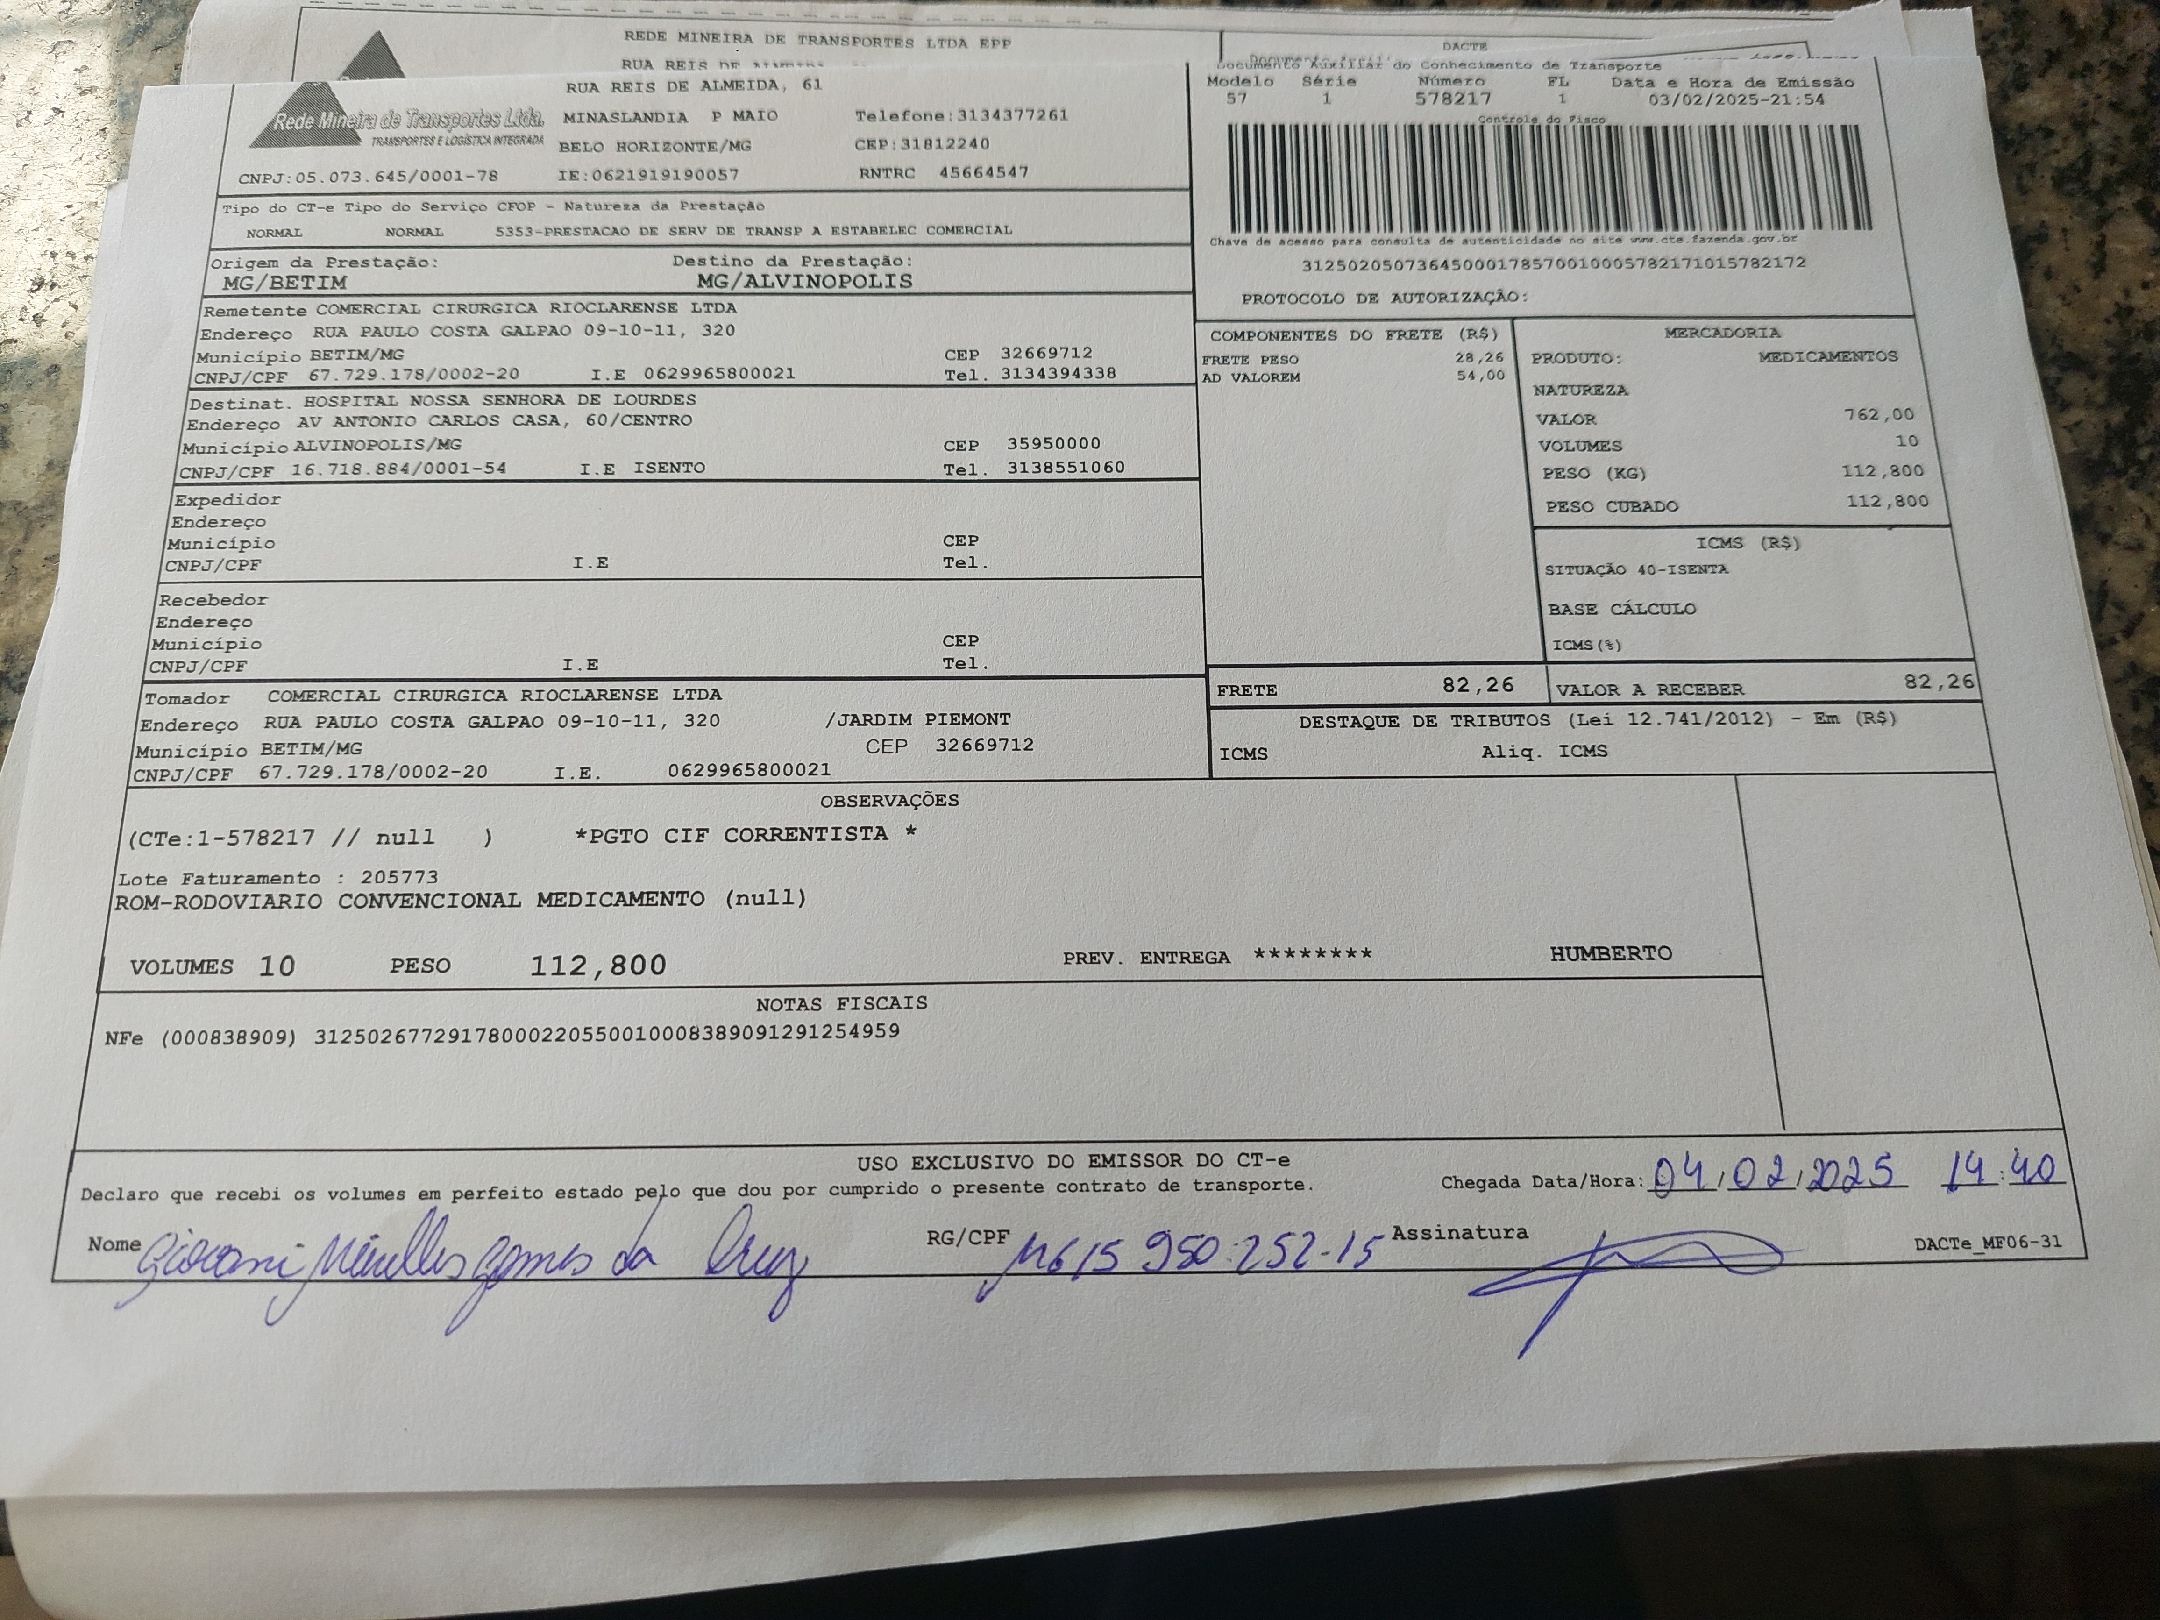 REDE MINEIRA DE TRANSPORTES LTDA EPP
DACTE
RUA REIS DE
RUA REIS DE ALMEIDA, 61
Documento Auxiliar do Conhecimento de Transporte
Modelo Série Número FL Data e Hora de Emissão
57 1 578217 1 03/02/2025-21:54
Rede Mineira de Transportes Ltda.
TRANSPORTES E LOGÍSTICA INTEGRADA
MINASLANDIA P MAIO Telefone:3134377261
BELO HORIZONTE/MG CEP:31812240
CNPJ:05.073.645/0001-78 IE:0621919190057 RNTRC 45664547
Controle do Fisco
Chave de acesso para consulta de autenticidade no site www.cte.fazenda.gov.br
31250205073645000178570010005782171015782172
PROTOCOLO DE AUTORIZAÇÃO:
Tipo do CT-e Tipo do Serviço CFOP - Natureza da Prestação
NORMAL NORMAL 5353-PRESTACAO DE SERV DE TRANSP A ESTABELEC COMERCIAL
Origem da Prestação: Destino da Prestação:
MG/BETIM MG/ALVINOPOLIS
Remetente COMERCIAL CIRURGICA RIOCLARENSE LTDA
Endereço RUA PAULO COSTA GALPAO 09-10-11, 320
Município BETIM/MG CEP 32669712
CNPJ/CPF 67.729.178/0002-20 I.E 0629965800021 Tel. 3134394338
Destinat. HOSPITAL NOSSA SENHORA DE LOURDES
Endereço AV ANTONIO CARLOS CASA, 60/CENTRO
Município ALVINOPOLIS/MG CEP 35950000
CNPJ/CPF 16.718.884/0001-54 I.E ISENTO Tel. 3138551060
Expedidor
Endereço
Município CEP
CNPJ/CPF I.E Tel.
Recebedor
Endereço
Município CEP
CNPJ/CPF I.E Tel.
Tomador COMERCIAL CIRURGICA RIOCLARENSE LTDA
Endereço RUA PAULO COSTA GALPAO 09-10-11, 320 /JARDIM PIEMONT
Município BETIM/MG CEP 32669712
CNPJ/CPF 67.729.178/0002-20 I.E. 0629965800021
COMPONENTES DO FRETE (R$)
FRETE PESO 28,26
AD VALOREM 54,00
MERCADORIA
PRODUTO: MEDICAMENTOS
NATUREZA
VALOR 762,00
VOLUMES 10
PESO (KG) 112,800
PESO CUBADO 112,800
ICMS (R$)
SITUAÇÃO 40-ISENTA
BASE CÁLCULO
ICMS(%)
FRETE 82,26 VALOR A RECEBER 82,26
DESTAQUE DE TRIBUTOS (Lei 12.741/2012) - Em (R$)
ICMS Aliq. ICMS
OBSERVAÇÕES
(CTe:1-578217 // null ) *PGTO CIF CORRENTISTA *
Lote Faturamento : 205773
ROM-RODOVIARIO CONVENCIONAL MEDICAMENTO (null)
VOLUMES 10 PESO 112,800 PREV. ENTREGA ******** HUMBERTO
NOTAS FISCAIS
NFe (000838909) 31250267729178000220550010008389091291254959
USO EXCLUSIVO DO EMISSOR DO CT-e
Declaro que recebi os volumes em perfeito estado pelo que dou por cumprido o presente contrato de transporte. Chegada Data/Hora: 04/02/2025 14:40
Nome Giovani Meirelles Gomes da Cruz RG/CPF 950.252-15 Assinatura
DACTe_MF06-31